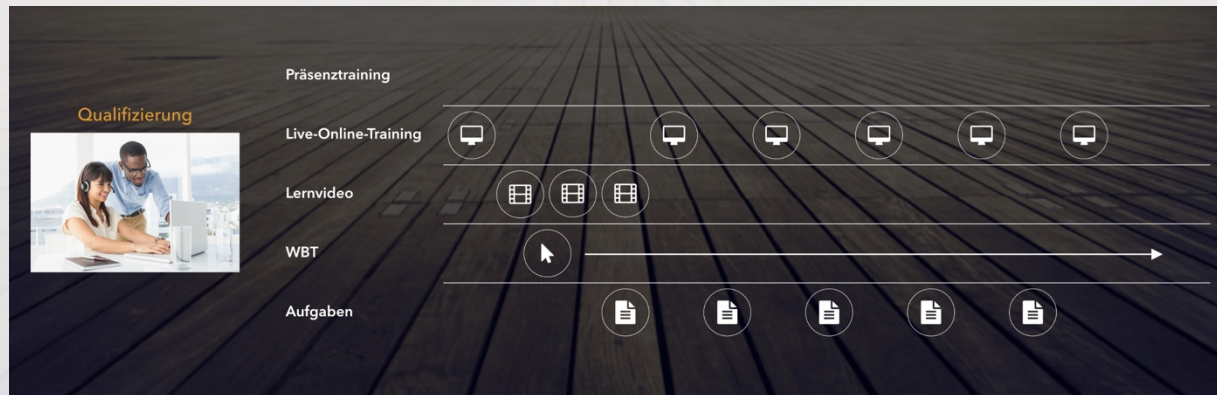 Qualifizierung
Präsenztraining
Live-Online-Training
Lernvideo
WBT
Aufgaben